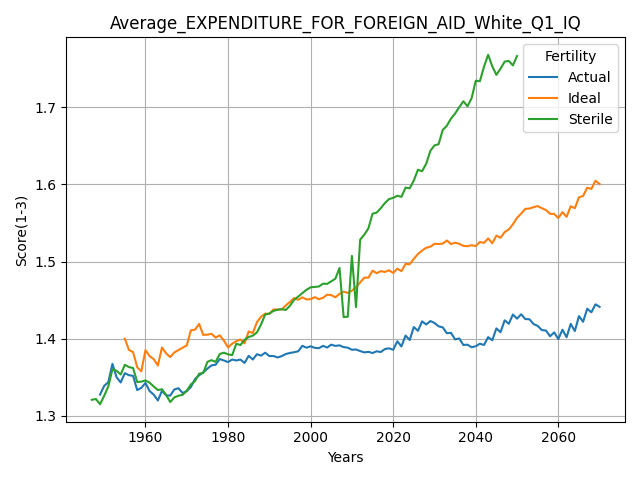 Average_EXPENDITURE_FOR_FOREIGN_AID_White_Q1_IQ
Fertility
Actual
Ideal
Sterile
Score(1-3)
1.7
1.6
1.5
1.4
1.3
1960 1980 2000 2020 2040 2060
Years